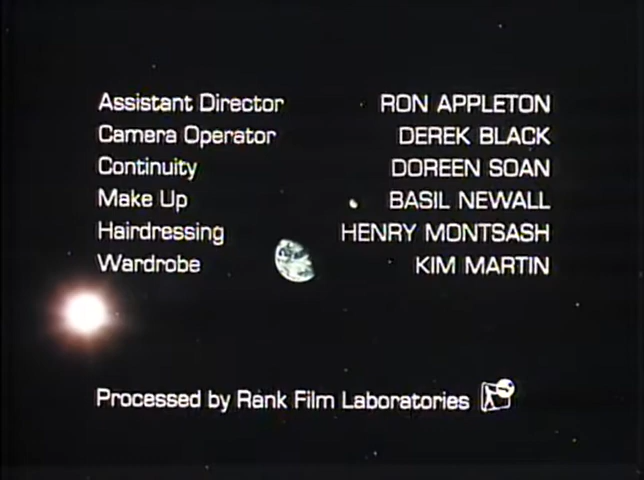 Assistant Director RON APPLETON
Camera Operator DEREK BLACK
Continuity DOREEN SOAN
Make Up BASIL NEWALL
Hairdressing HENRY MONTSASH
Wardrobe KIM MARTIN
Processed by Rank Film Laboratories